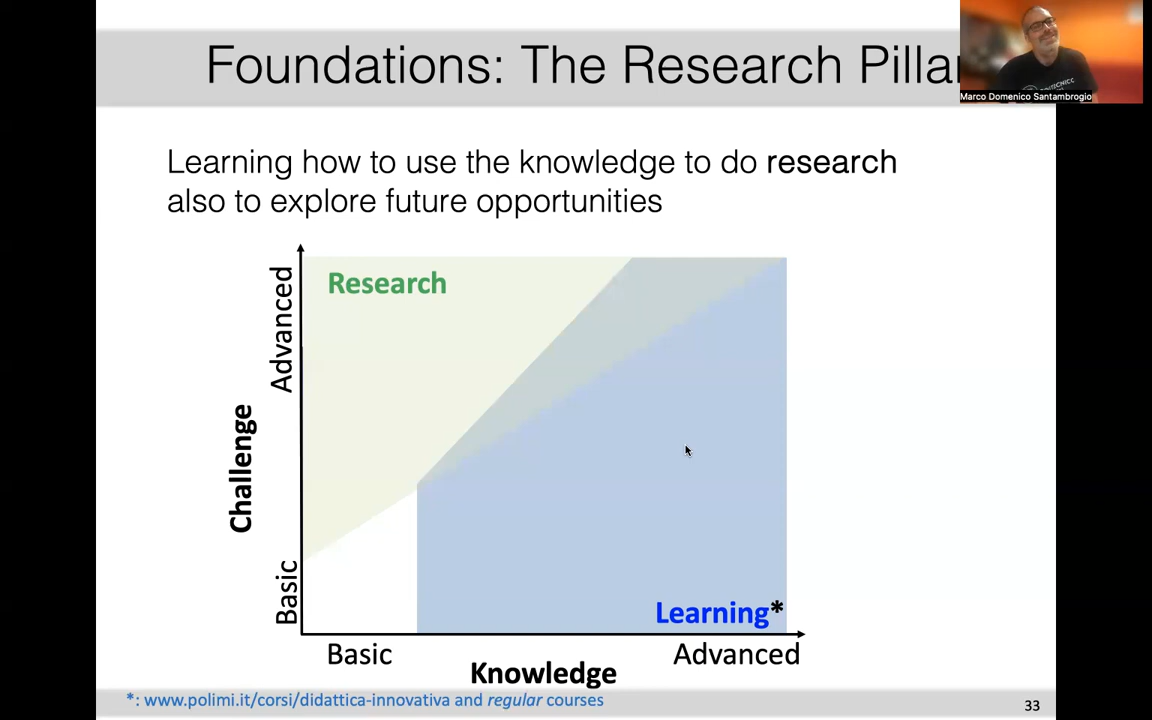 Foundations: The Research Pillar
Marco Domenico Santambrogio
Learning how to use the knowledge to do research
also to explore future opportunities
Research
Advanced
Challenge
Basic
Learning*
Basic
Advanced
Knowledge
*: www.polimi.it/corsi/didattica-innovativa and regular courses
33